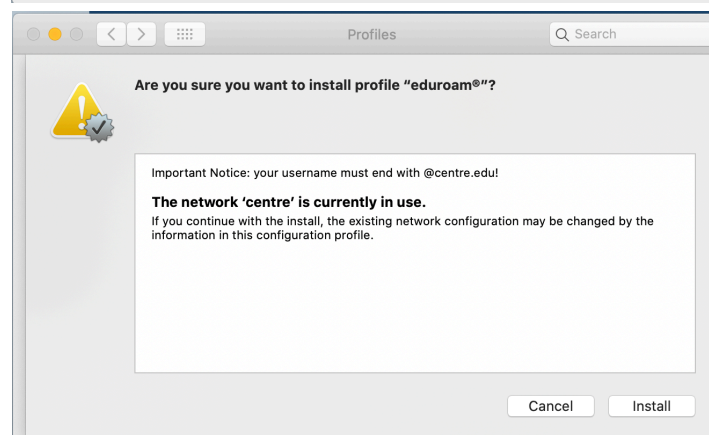 Profiles
Search
Are you sure you want to install profile “eduroam®”?
Important Notice: your username must end with @centre.edu!
The network ‘centre’ is currently in use.
If you continue with the install, the existing network configuration may be changed by the
information in this configuration profile.
Cancel
Install